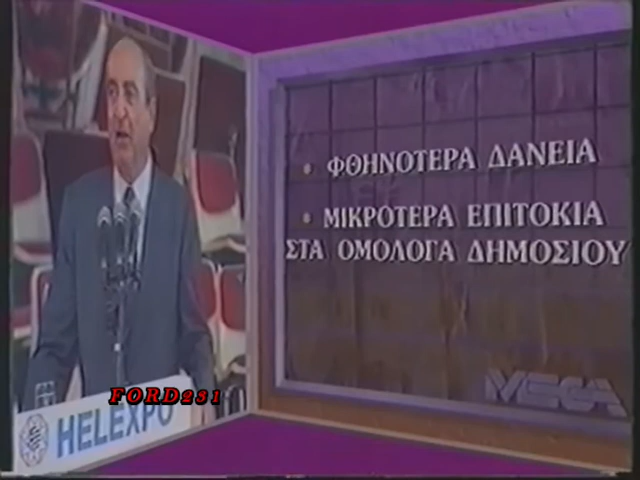 • ΦΘΗΝΟΤΕΡΑ ΔΑΝΕΙΑ
• ΜΙΚΡΟΤΕΡΑ ΕΠΙΤΟΚΙΑ
ΣΤΑ ΟΜΟΛΟΓΑ ΔΗΜΟΣΙΟΥ
MEGA
FORD231
HELEXPO